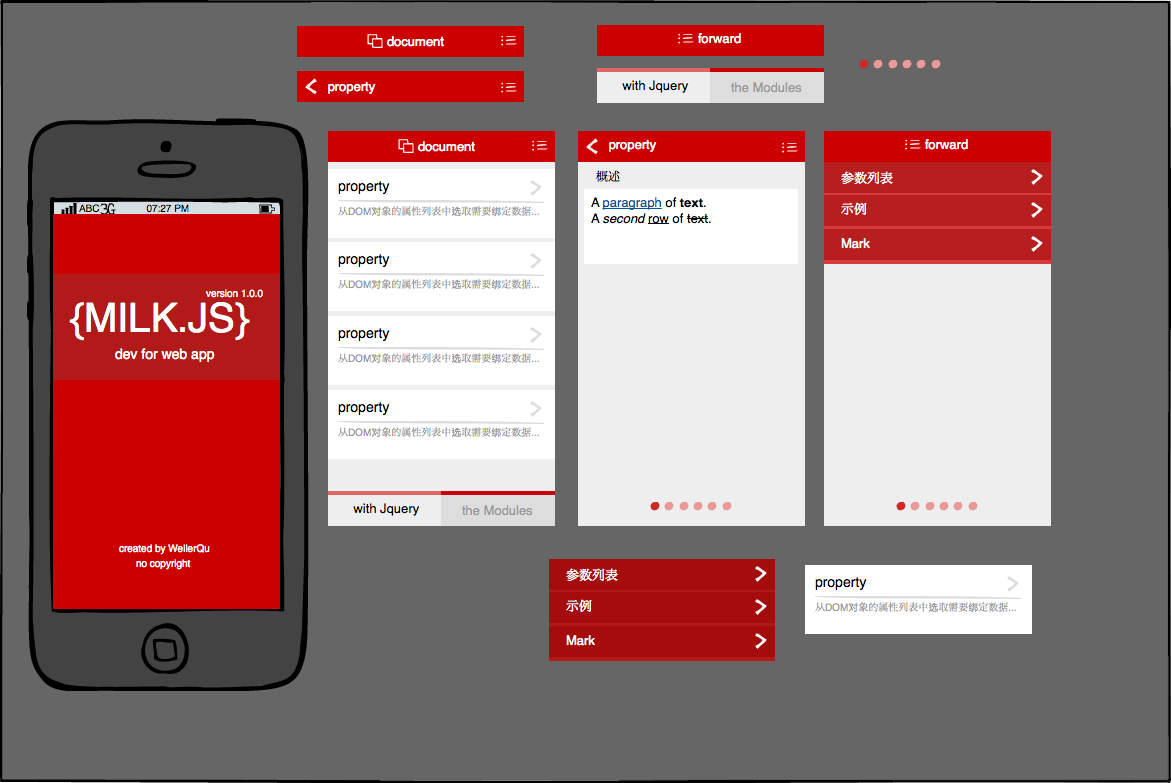 document
property
forward
with Jquery
the Modules
ABC 3G 07:27 PM
version 1.0.0
{MILK.JS}
dev for web app
created by WellerQu
no copyright
document
property
从DOM对象的属性列表中选取需要绑定数据...
property
从DOM对象的属性列表中选取需要绑定数据...
property
从DOM对象的属性列表中选取需要绑定数据...
property
从DOM对象的属性列表中选取需要绑定数据...
with Jquery
the Modules
property
概述
A paragraph of text.
A second row of text.
forward
参数列表
示例
Mark
参数列表
示例
Mark
property
从DOM对象的属性列表中选取需要绑定数据...